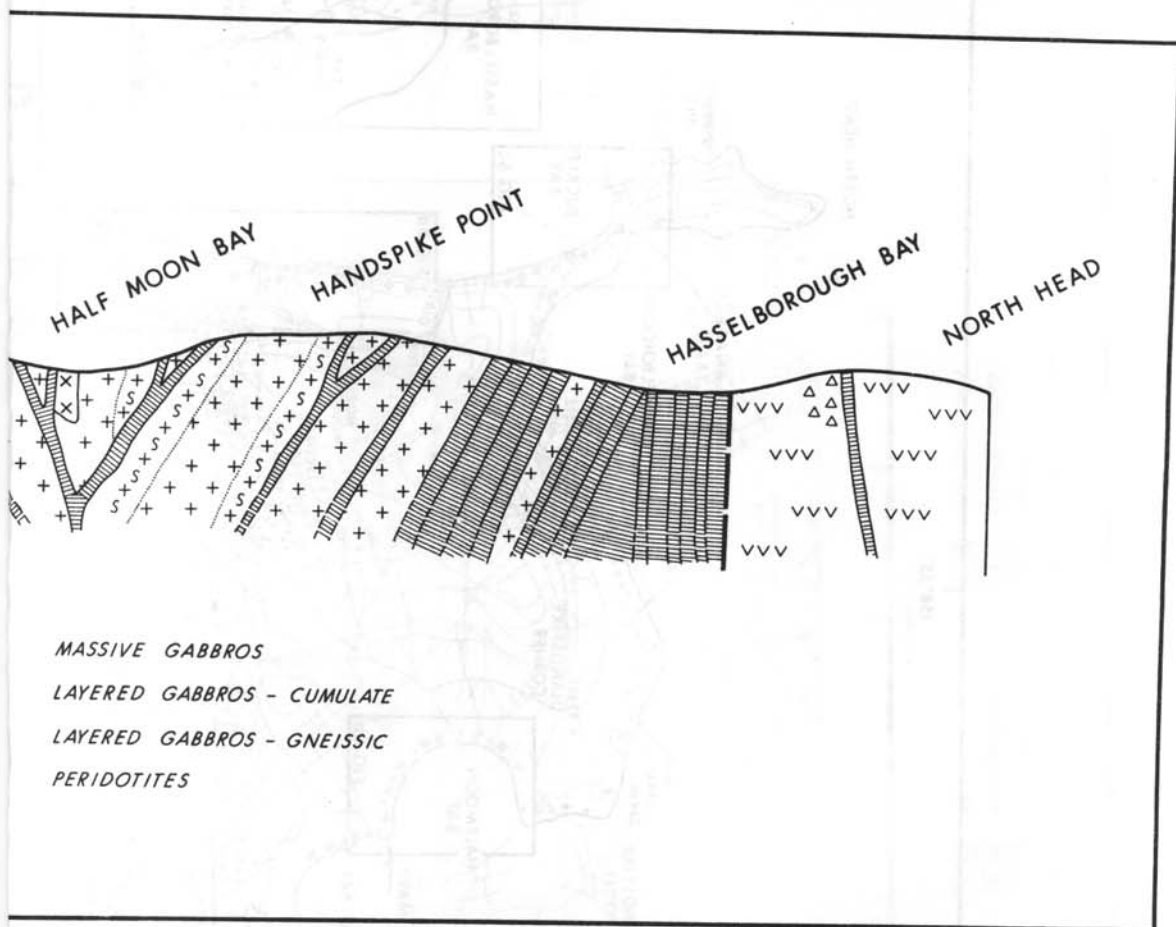 HALF MOON BAY
HANDSPIKE POINT
HASSELBOROUGH BAY
NORTH HEAD
MASSIVE GABBROS
LAYERED GABBROS - CUMULATE
LAYERED GABBROS - GNEISSIC
PERIDOTITES